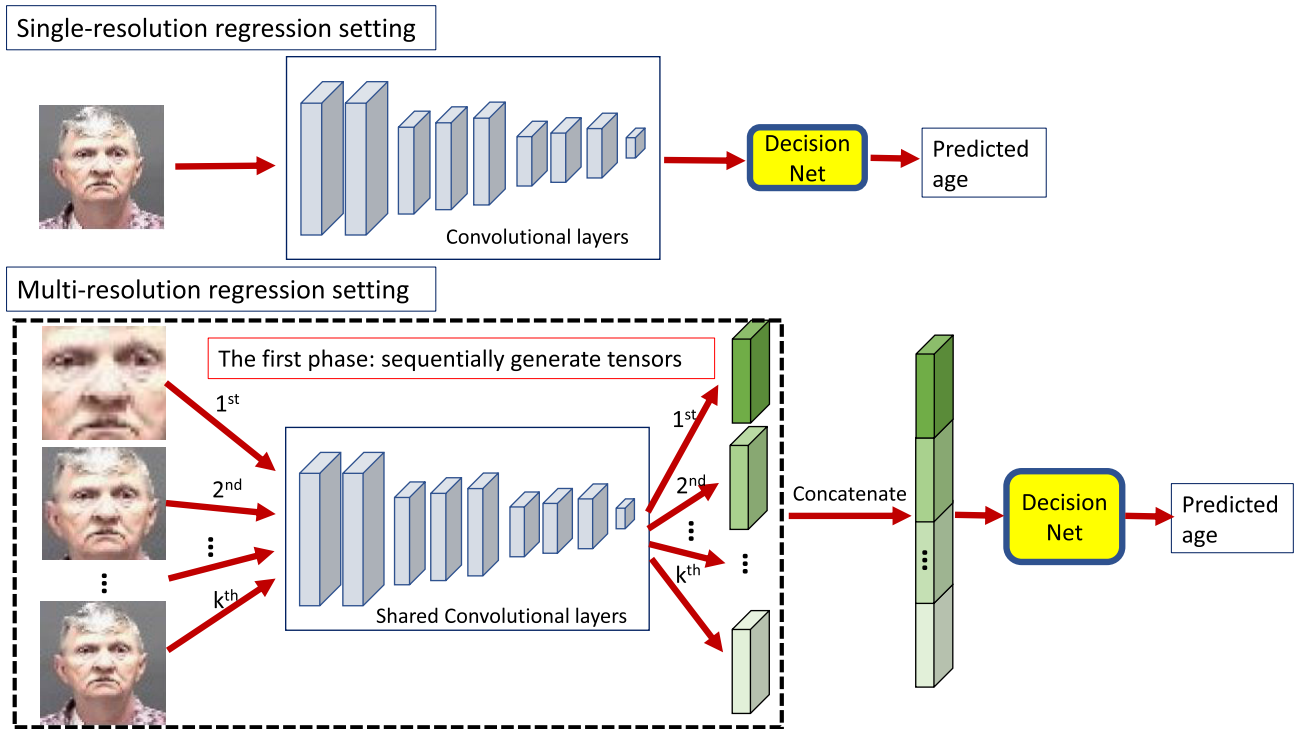 Single-resolution regression setting
Convolutional layers
Decision
Net
Predicted
age
Multi-resolution regression setting
The first phase: sequentially generate tensors
1st
2nd
...
...
kth
Shared Convolutional layers
1st
2nd
...
kth
...
Concatenate
...
Decision
Net
Predicted
age